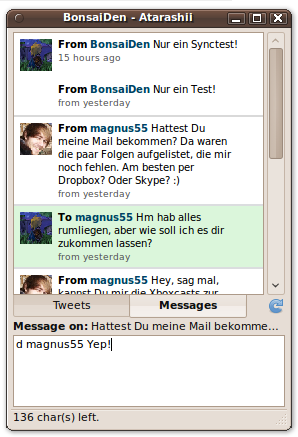 BonsaiDen - Atarashii
From BonsaiDen Nur ein Synctest!
15 hours ago
From BonsaiDen Nur ein Test!
from yesterday
From magnus55 Hattest Du
meine Mail bekommen? Da waren
die paar Folgen aufgelistet, die mir
noch fehlen. Am besten per
Dropbox? Oder Skype? :)
from yesterday
To magnus55 Hm hab alles
rumliegen, aber wie soll ich es dir
zukommen lassen?
from yesterday
From magnus55 Hey, sag mal,
kannst Du mir die Xboxcasts zur
Tweets
Messages
Message on: Hattest Du meine Mail bekomme...
d magnus55 Yep!
136 char(s) left.